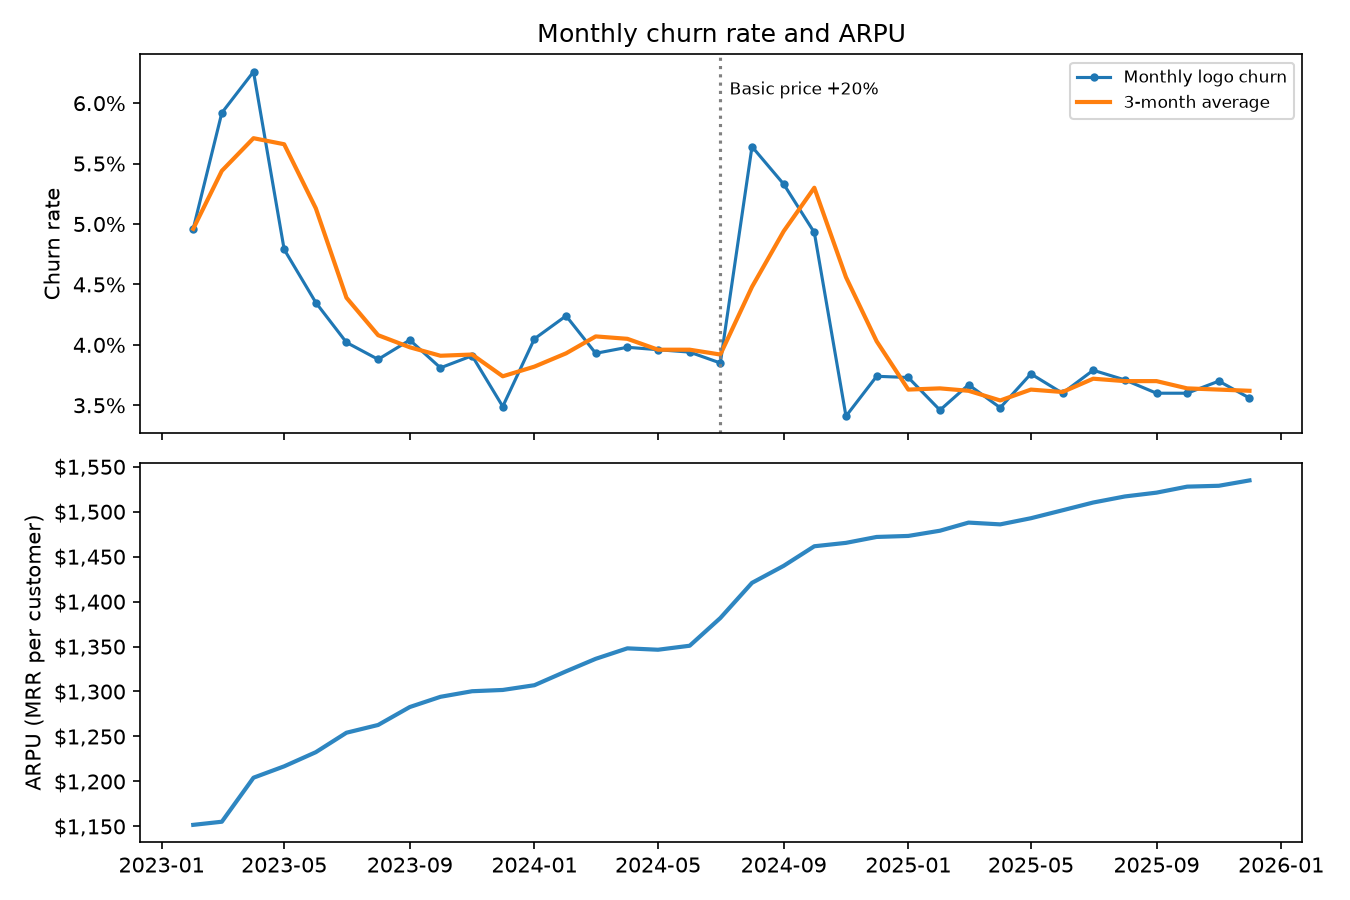 Monthly churn rate and ARPU
Basic price +20%
Monthly logo churn
3-month average
Churn rate
6.0%
5.5%
5.0%
4.5%
4.0%
3.5%
ARPU (MRR per customer)
$1,550
$1,500
$1,450
$1,400
$1,350
$1,300
$1,250
$1,200
$1,150
2023-01 2023-05 2023-09 2024-01 2024-05 2024-09 2025-01 2025-05 2025-09 2026-01